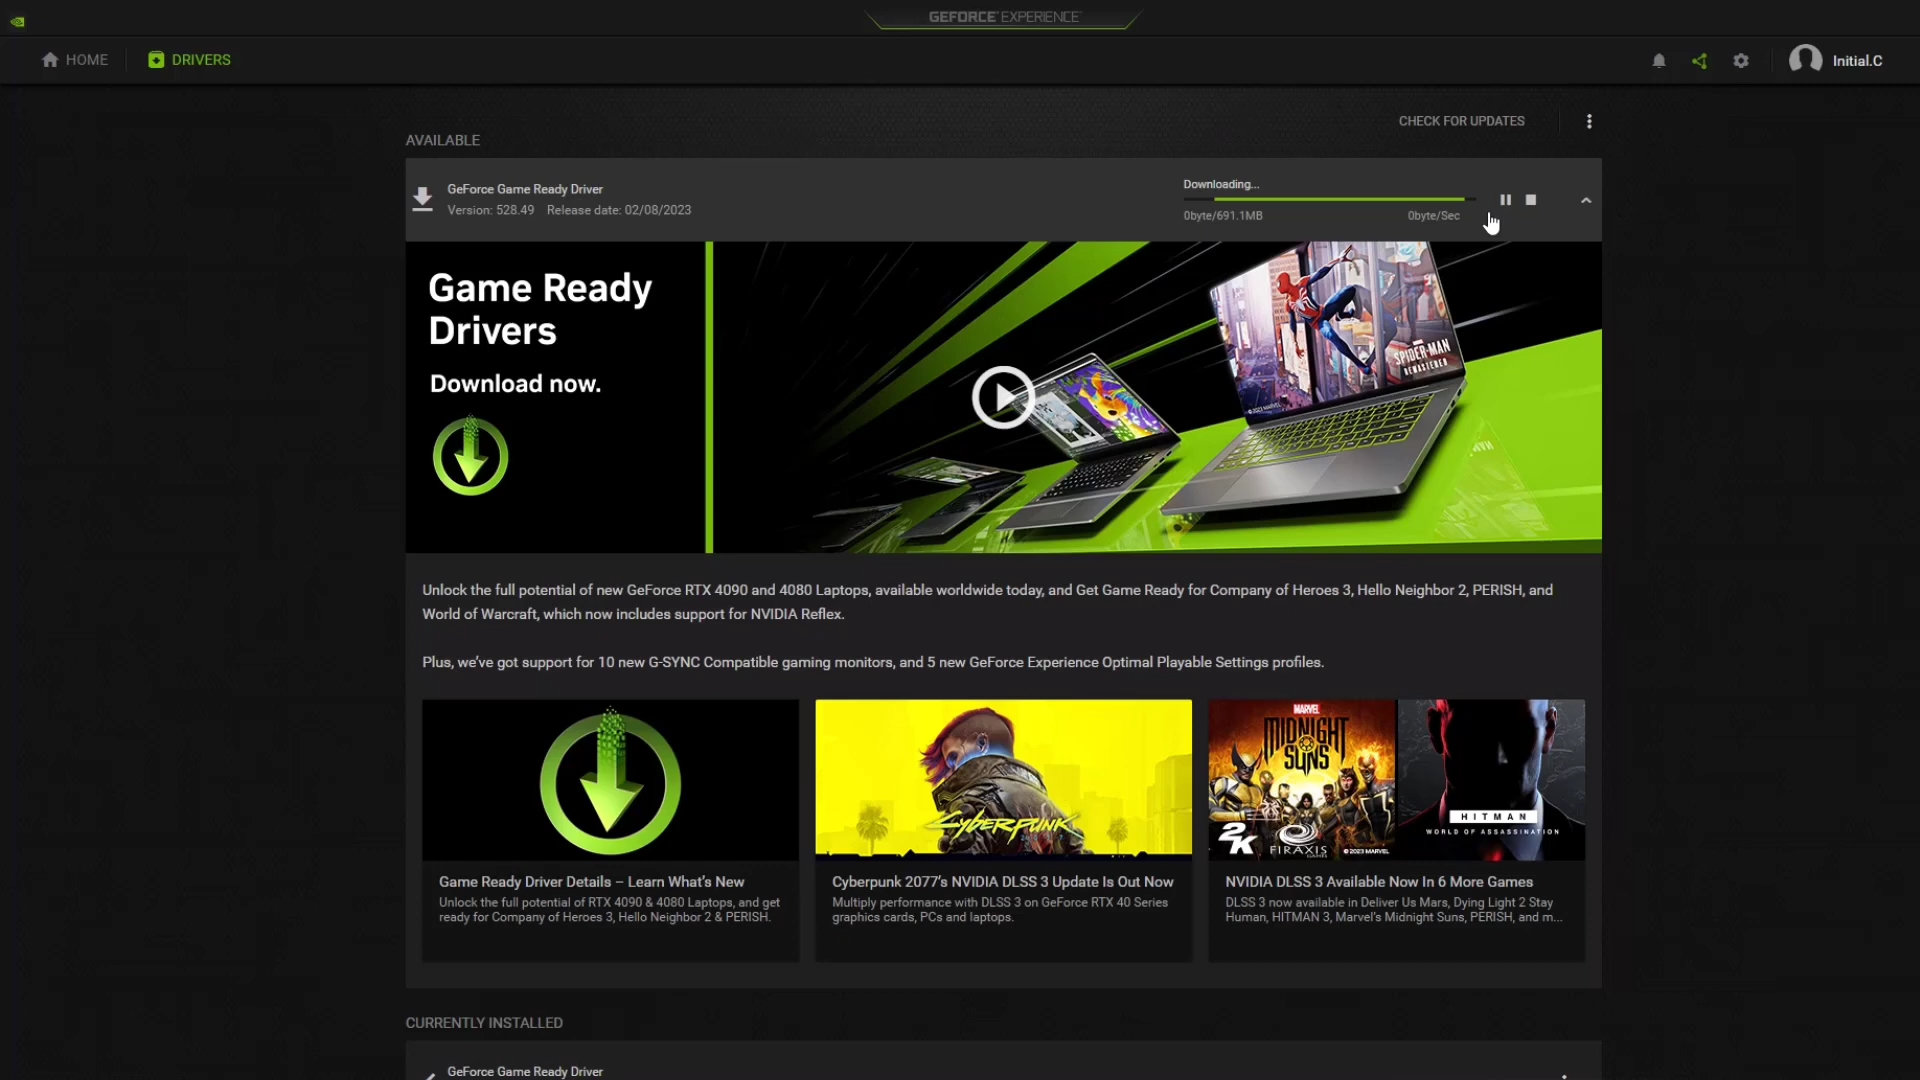 GEFORCE EXPERIENCE
HOME
DRIVERS
Initial.C
CHECK FOR UPDATES
AVAILABLE
GeForce Game Ready Driver
Version: 528.49 Release date: 02/08/2023
Downloading...
0byte/691.1MB
0byte/Sec
Game Ready
Drivers
Download now.
SPIDER-MAN
REMASTERED
Unlock the full potential of new GeForce RTX 4090 and 4080 Laptops, available worldwide today, and Get Game Ready for Company of Heroes 3, Hello Neighbor 2, PERISH, and
World of Warcraft, which now includes support for NVIDIA Reflex.
Plus, we’ve got support for 10 new G-SYNC Compatible gaming monitors, and 5 new GeForce Experience Optimal Playable Settings profiles.
Game Ready Driver Details – Learn What’s New
Unlock the full potential of RTX 4090 & 4080 Laptops, and get
ready for Company of Heroes 3, Hello Neighbor 2 & PERISH.
CYBERPUNK
Cyberpunk 2077’s NVIDIA DLSS 3 Update Is Out Now
Multiply performance with DLSS 3 on GeForce RTX 40 Series
graphics cards, PCs and laptops.
MARVEL
MIDNIGHT
SUNS
2K
FIRAXIS
©2023 MARVEL
HITMAN
WORLD OF ASSASSINATION
NVIDIA DLSS 3 Available Now In 6 More Games
DLSS 3 now available in Deliver Us Mars, Dying Light 2 Stay
Human, HITMAN 3, Marvel’s Midnight Suns, PERISH, and m...
CURRENTLY INSTALLED
GeForce Game Ready Driver